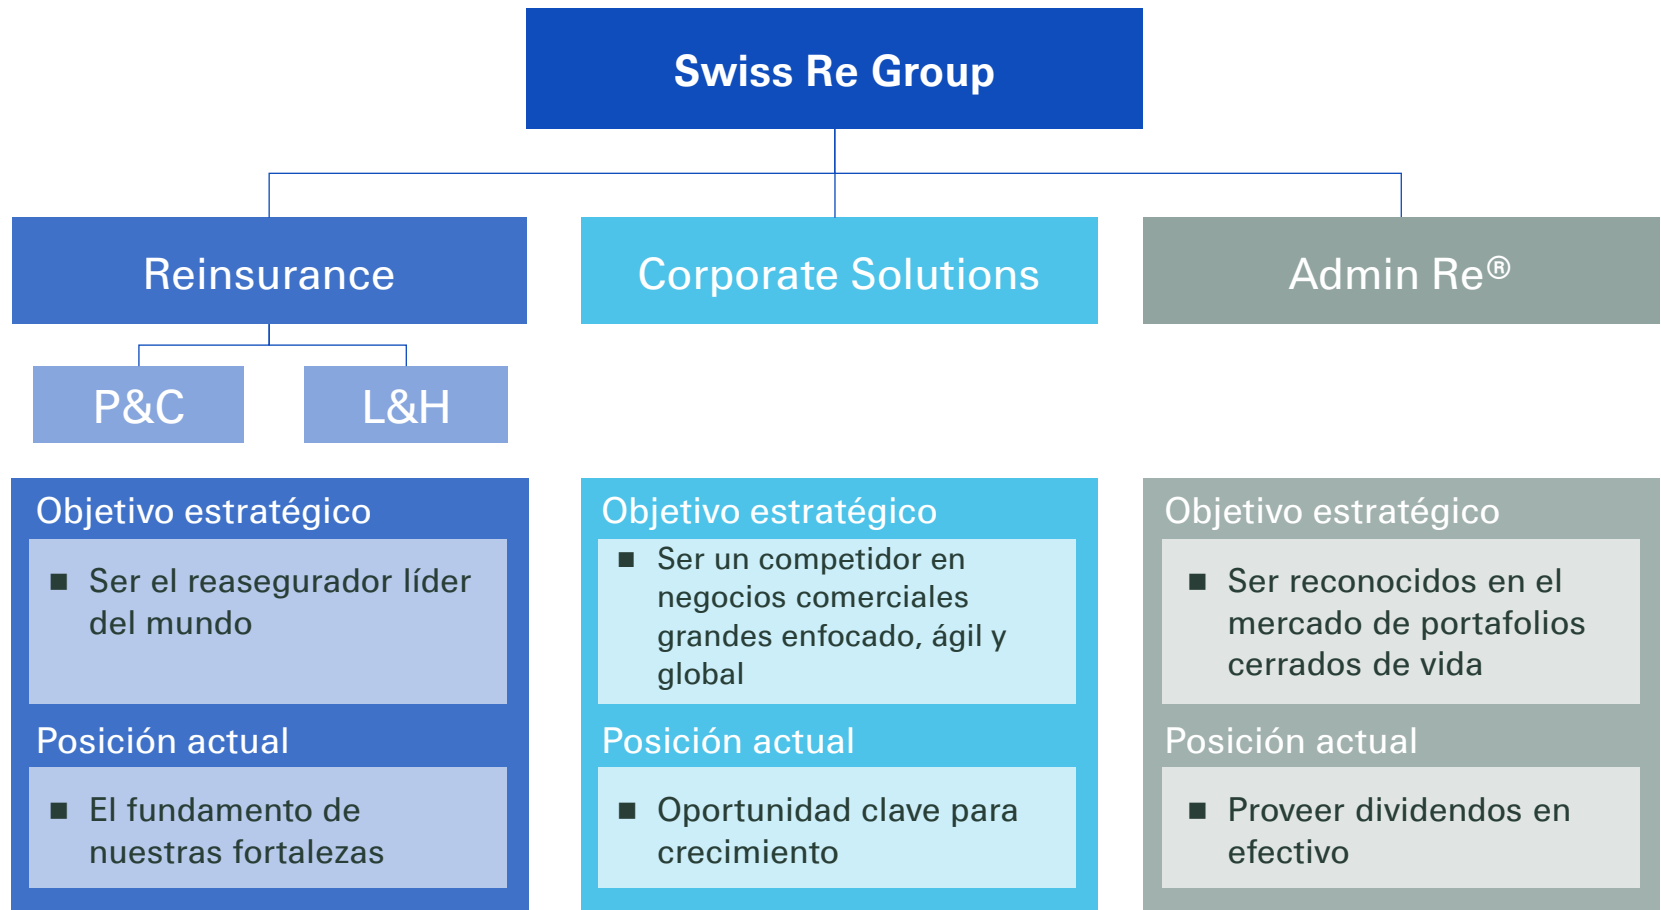 Swiss Re Group
Reinsurance
Corporate Solutions
Admin Re®
P&C
L&H
Objetivo estratégico
■ Ser el reasegurador líder
del mundo
Posición actual
■ El fundamento de
nuestras fortalezas
Objetivo estratégico
■ Ser un competidor en
negocios comerciales
grandes enfocado, ágil y
global
Posición actual
■ Oportunidad clave para
crecimiento
Objetivo estratégico
■ Ser reconocidos en el
mercado de portafolios
cerrados de vida
Posición actual
■ Proveer dividendos en
efectivo